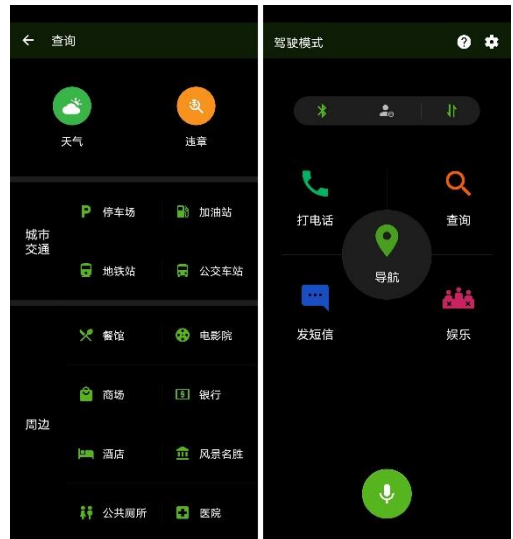 查询
天气
违章
城市
交通
停车场
加油站
地铁站
公交车站
周边
餐馆
电影院
商场
银行
酒店
风景名胜
公共厕所
医院
驾驶模式
打电话
查询
导航
发短信
娱乐